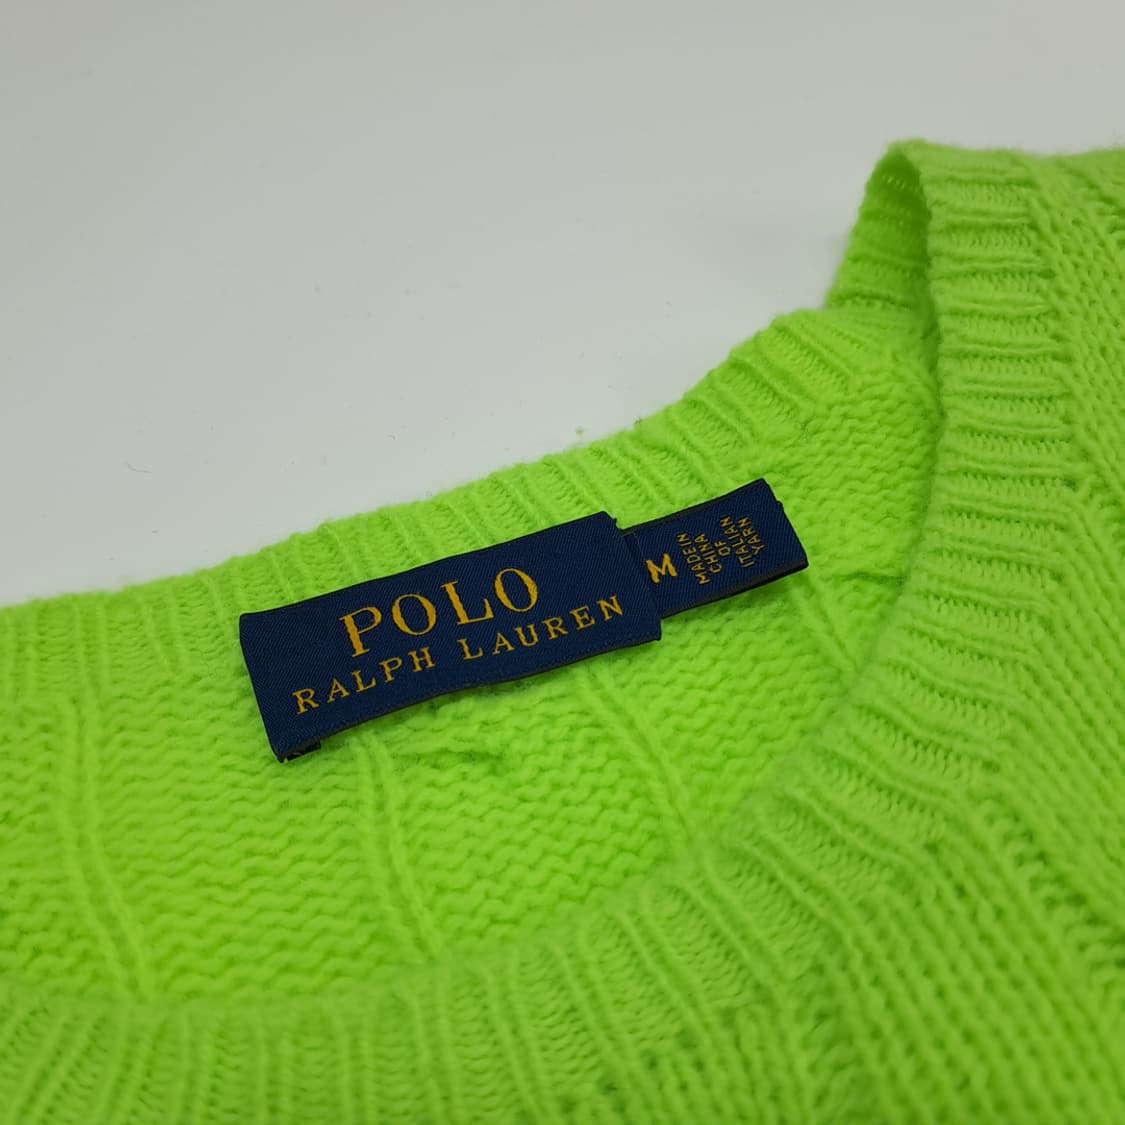 POLO
RALPH LAUREN
M
MADE IN
CHINA
OF
ITALIAN
YARN